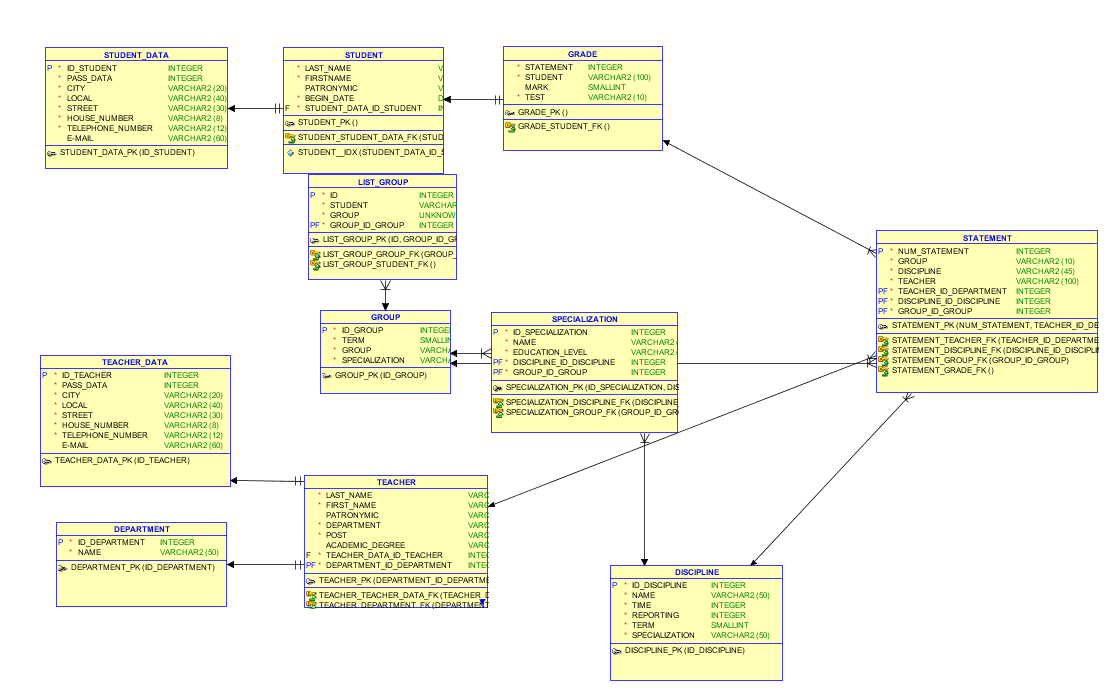 STUDENT_DATA
P * ID_STUDENT INTEGER
* PASS_DATA INTEGER
* CITY VARCHAR2 (20)
* LOCAL VARCHAR2 (40)
* STREET VARCHAR2 (30)
* HOUSE_NUMBER VARCHAR2 (8)
* TELEPHONE_NUMBER VARCHAR2 (12)
E-MAIL VARCHAR2 (60)
STUDENT_DATA_PK (ID_STUDENT)
STUDENT
* LAST_NAME V
* FIRSTNAME V
PATRONYMIC V
* BEGIN_DATE D
F * STUDENT_DATA_ID_STUDENT IN
STUDENT_PK ()
STUDENT_STUDENT_DATA_FK (STUD
STUDENT__IDX (STUDENT_DATA_ID_S
GRADE
* STATEMENT INTEGER
* STUDENT VARCHAR2 (100)
MARK SMALLINT
* TEST VARCHAR2 (10)
GRADE_PK ()
GRADE_STUDENT_FK ()
LIST_GROUP
P * ID INTEGER
* STUDENT VARCHAR
* GROUP UNKNOW
PF * GROUP_ID_GROUP INTEGER
LIST_GROUP_PK (ID, GROUP_ID_GR
LIST_GROUP_GROUP_FK (GROUP_
LIST_GROUP_STUDENT_FK ()
STATEMENT
P * NUM_STATEMENT INTEGER
* GROUP VARCHAR2 (10)
* DISCIPLINE VARCHAR2 (45)
* TEACHER VARCHAR2 (100)
PF * TEACHER_ID_DEPARTMENT INTEGER
PF * DISCIPLINE_ID_DISCIPLINE INTEGER
PF * GROUP_ID_GROUP INTEGER
STATEMENT_PK (NUM_STATEMENT, TEACHER_ID_DE
STATEMENT_TEACHER_FK (TEACHER_ID_DEPARTME
STATEMENT_DISCIPLINE_FK (DISCIPLINE_ID_DISCIPLI
STATEMENT_GROUP_FK (GROUP_ID_GROUP)
STATEMENT_GRADE_FK ()
GROUP
P * ID_GROUP INTEGE
* TERM SMALLI
* GROUP VARCHA
* SPECIALIZATION VARCHA
GROUP_PK (ID_GROUP)
SPECIALIZATION
P * ID_SPECIALIZATION INTEGER
* NAME VARCHAR2 (
* EDUCATION_LEVEL VARCHAR2 (
PF * DISCIPLINE_ID_DISCIPLINE INTEGER
PF * GROUP_ID_GROUP INTEGER
SPECIALIZATION_PK (ID_SPECIALIZATION, DIS
SPECIALIZATION_DISCIPLINE_FK (DISCIPLINE
SPECIALIZATION_GROUP_FK (GROUP_ID_GR
TEACHER_DATA
P * ID_TEACHER INTEGER
* PASS_DATA INTEGER
* CITY VARCHAR2 (20)
* LOCAL VARCHAR2 (40)
* STREET VARCHAR2 (30)
* HOUSE_NUMBER VARCHAR2 (8)
* TELEPHONE_NUMBER VARCHAR2 (12)
E-MAIL VARCHAR2 (60)
TEACHER_DATA_PK (ID_TEACHER)
TEACHER
* LAST_NAME VARC
* FIRST_NAME VARC
PATRONYMIC VARC
* DEPARTMENT VARC
* POST VARC
ACADEMIC_DEGREE VARC
F * TEACHER_DATA_ID_TEACHER INTEG
PF * DEPARTMENT_ID_DEPARTMENT INTEG
TEACHER_PK (DEPARTMENT_ID_DEPARTME
TEACHER_TEACHER_DATA_FK (TEACHER_D
TEACHER_DEPARTMENT_FK (DEPARTMENT
DEPARTMENT
P * ID_DEPARTMENT INTEGER
* NAME VARCHAR2 (50)
DEPARTMENT_PK (ID_DEPARTMENT)
DISCIPLINE
P * ID_DISCIPLINE INTEGER
* NAME VARCHAR2 (50)
* TIME INTEGER
* REPORTING INTEGER
* TERM SMALLINT
* SPECIALIZATION VARCHAR2 (50)
DISCIPLINE_PK (ID_DISCIPLINE)